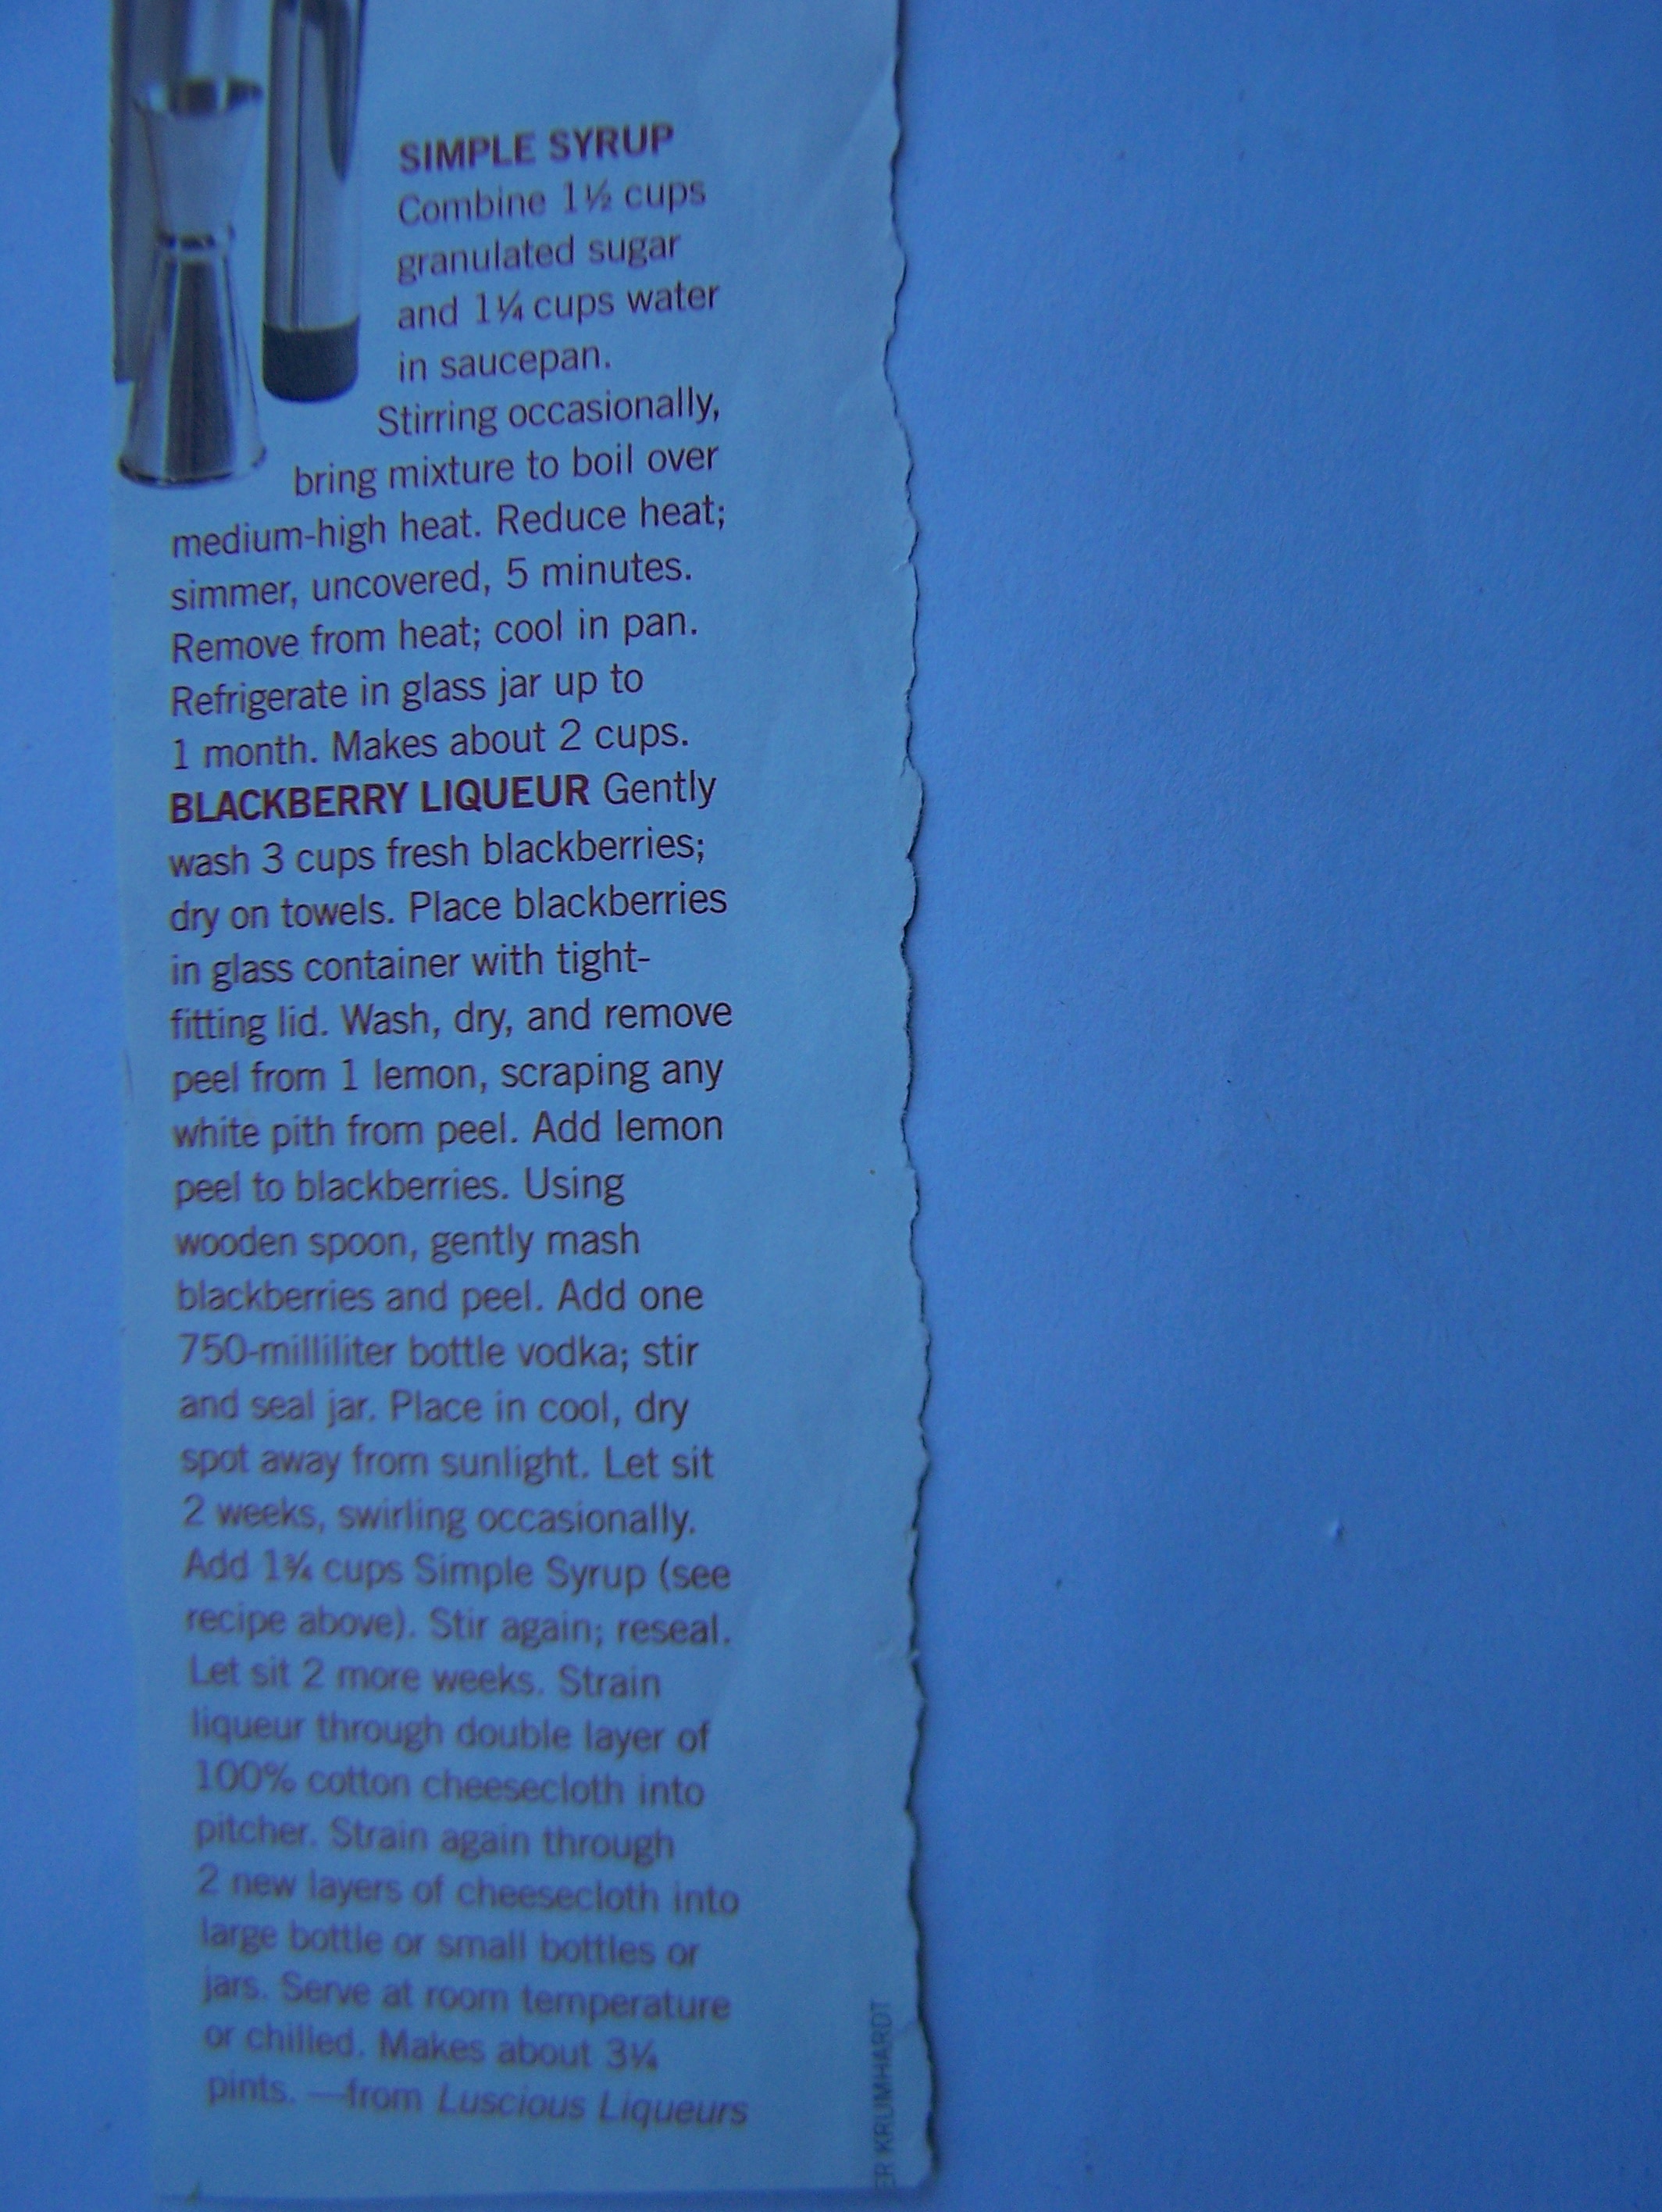 SIMPLE SYRUP
Combine 1½ cups
granulated sugar
and 1¼ cups water
in saucepan.
Stirring occasionally,
bring mixture to boil over
medium-high heat. Reduce heat;
simmer, uncovered, 5 minutes.
Remove from heat; cool in pan.
Refrigerate in glass jar up to
1 month. Makes about 2 cups.
BLACKBERRY LIQUEUR Gently
wash 3 cups fresh blackberries;
dry on towels. Place blackberries
in glass container with tight-
fitting lid. Wash, dry, and remove
peel from 1 lemon, scraping any
white pith from peel. Add lemon
peel to blackberries. Using
wooden spoon, gently mash
blackberries and peel. Add one
750-milliliter bottle vodka; stir
and seal jar. Place in cool, dry
spot away from sunlight. Let sit
2 weeks, swirling occasionally.
Add 1¾ cups Simple Syrup (see
recipe above). Stir again; reseal.
Let sit 2 more weeks. Strain
liqueur through double layer of
100% cotton cheesecloth into
pitcher. Strain again through
2 new layers of cheesecloth into
large bottle or small bottles or
jars. Serve at room temperature
or chilled. Makes about 3¼
pints. —from Luscious Liqueurs
ER KRUMHARDT